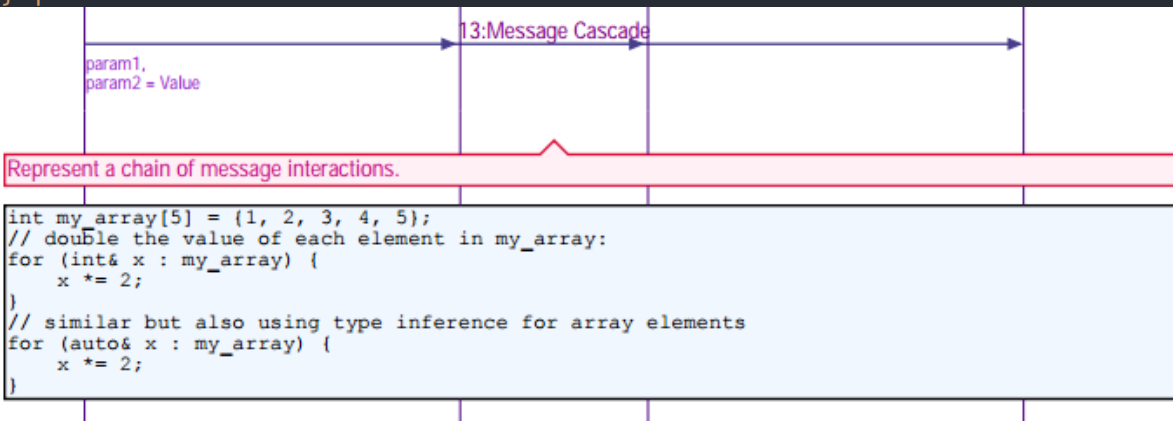 13:Message Cascade
param1,
param2 = Value
Represent a chain of message interactions.
int my_array[5] = {1, 2, 3, 4, 5};
// double the value of each element in my_array:
for (int& x : my_array) {
    x *= 2;
}
// similar but also using type inference for array elements
for (auto& x : my_array) {
    x *= 2;
}